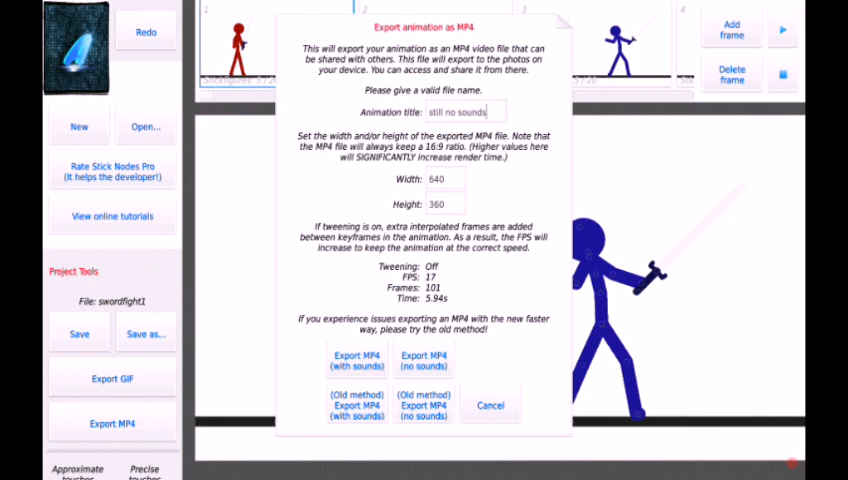 Redo
New
Open...
Rate Stick Nodes Pro
(It helps the developer!)
View online tutorials
Project Tools
File: swordfight1
Save
Save as...
Export GIF
Export MP4
Approximate
Precise
touches
touches
1
2
3
4
Add
frame
Delete
frame
Export animation as MP4
This will export your animation as an MP4 video file that can
be shared with others. This file will export to the photos on
your device. You can access and share it from there.
Please give a valid file name.
Animation title:
still no sounds
Set the width and/or height of the exported MP4 file. Note that
the MP4 file will always keep a 16:9 ratio. (Higher values here
will SIGNIFICANTLY increase render time.)
Width:
640
Height:
360
If tweening is on, extra interpolated frames are added
between keyframes in the animation. As a result, the FPS will
increase to keep the animation at the correct speed.
Tweening: Off
FPS: 17
Frames: 101
Time: 5.94s
If you experience issues exporting an MP4 with the new faster
way, please try the old method!
Export MP4
(with sounds)
Export MP4
(no sounds)
(Old method)
Export MP4
(with sounds)
(Old method)
Export MP4
(no sounds)
Cancel